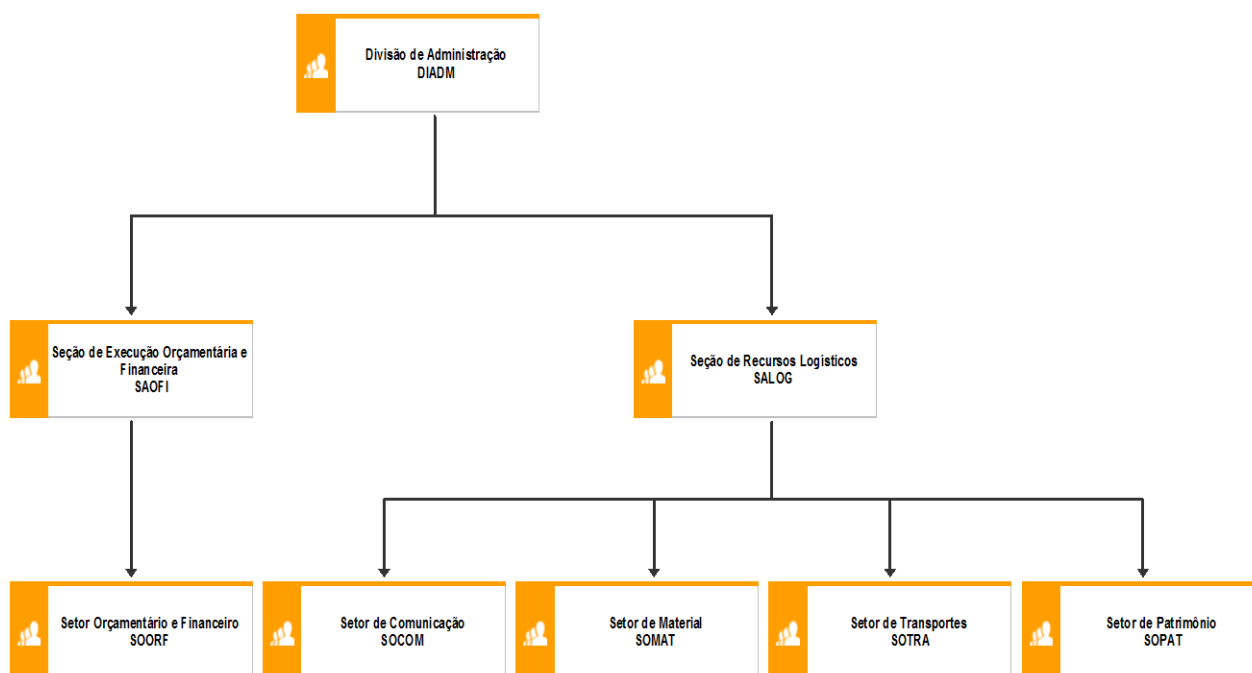 Divisão de Administração
DIADM
Seção de Execução Orçamentária e
Financeira
SAOFI
Seção de Recursos Logísticos
SALOG
Setor Orçamentário e Financeiro
SOORF
Setor de Comunicação
SOCOM
Setor de Material
SOMAT
Setor de Transportes
SOTRA
Setor de Patrimônio
SOPAT